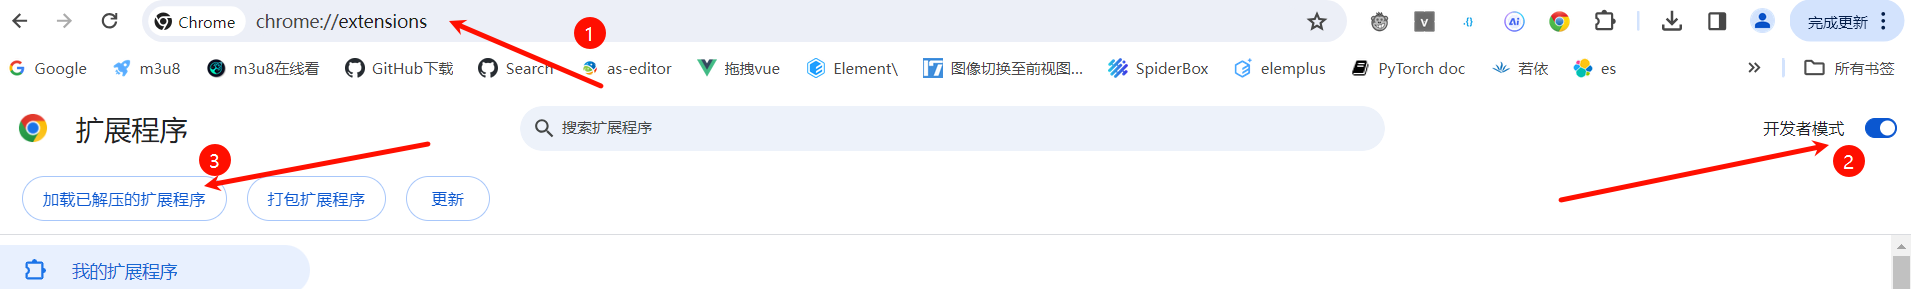 Chrome chrome://extensions 完成更新
Google m3u8 m3u8在线看 GitHub下载 Search as-editor 拖拽vue Element\ 图像切换至前视图... SpiderBox elemplus PyTorch doc 若依 es » 所有书签
1
扩展程序 搜索扩展程序 开发者模式
3 2
加载已解压的扩展程序 打包扩展程序 更新
我的扩展程序